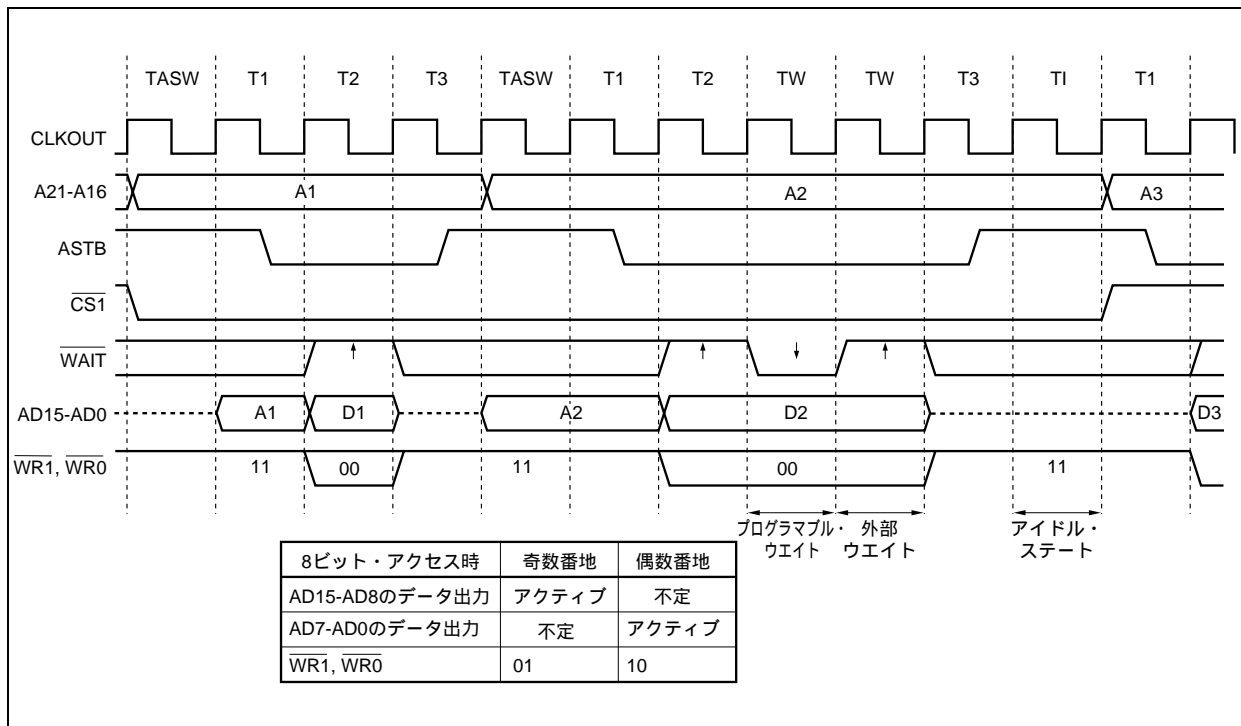 TASW T1 T2 T3 TASW T1 T2 TW TW T3 TI T1
CLKOUT
A21-A16 A1 A2 A3
ASTB
CS1
WAIT
AD15-AD0 A1 D1 A2 D2 D3
WR1, WR0 11 00 11 00 11
プログラマブル・ 外部 アイドル・
ウエイト ウエイト ステート
8ビット・アクセス時 奇数番地 偶数番地
AD15-AD8のデータ出力 アクティブ 不定
AD7-AD0のデータ出力 不定 アクティブ
WR1, WR0 01 10